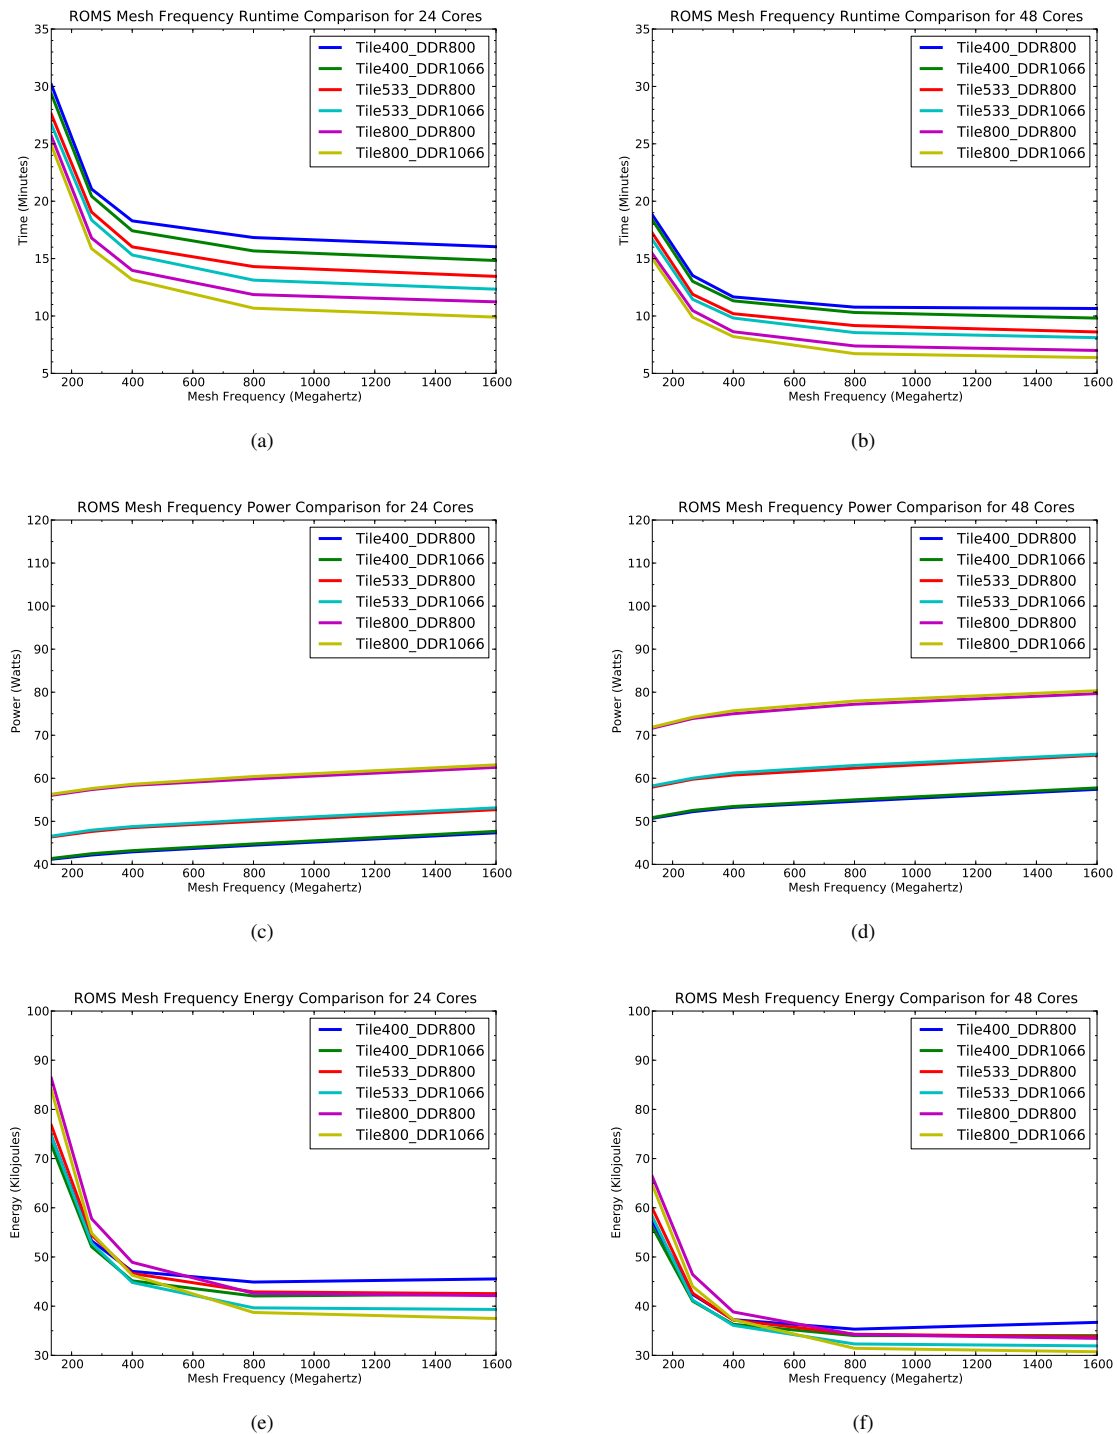 ROMS Mesh Frequency Runtime Comparison for 24 Cores
35
30
25
20
15
10
5
Time (Minutes)
Tile400_DDR800
Tile400_DDR1066
Tile533_DDR800
Tile533_DDR1066
Tile800_DDR800
Tile800_DDR1066
200 400 600 800 1000 1200 1400 1600
Mesh Frequency (Megahertz)
(a)
ROMS Mesh Frequency Runtime Comparison for 48 Cores
35
30
25
20
15
10
5
Time (Minutes)
Tile400_DDR800
Tile400_DDR1066
Tile533_DDR800
Tile533_DDR1066
Tile800_DDR800
Tile800_DDR1066
200 400 600 800 1000 1200 1400 1600
Mesh Frequency (Megahertz)
(b)
ROMS Mesh Frequency Power Comparison for 24 Cores
120
110
100
90
80
70
60
50
40
Power (Watts)
Tile400_DDR800
Tile400_DDR1066
Tile533_DDR800
Tile533_DDR1066
Tile800_DDR800
Tile800_DDR1066
200 400 600 800 1000 1200 1400 1600
Mesh Frequency (Megahertz)
(c)
ROMS Mesh Frequency Power Comparison for 48 Cores
120
110
100
90
80
70
60
50
40
Power (Watts)
Tile400_DDR800
Tile400_DDR1066
Tile533_DDR800
Tile533_DDR1066
Tile800_DDR800
Tile800_DDR1066
200 400 600 800 1000 1200 1400 1600
Mesh Frequency (Megahertz)
(d)
ROMS Mesh Frequency Energy Comparison for 24 Cores
100
90
80
70
60
50
40
30
Energy (Kilojoules)
Tile400_DDR800
Tile400_DDR1066
Tile533_DDR800
Tile533_DDR1066
Tile800_DDR800
Tile800_DDR1066
200 400 600 800 1000 1200 1400 1600
Mesh Frequency (Megahertz)
(e)
ROMS Mesh Frequency Energy Comparison for 48 Cores
100
90
80
70
60
50
40
30
Energy (Kilojoules)
Tile400_DDR800
Tile400_DDR1066
Tile533_DDR800
Tile533_DDR1066
Tile800_DDR800
Tile800_DDR1066
200 400 600 800 1000 1200 1400 1600
Mesh Frequency (Megahertz)
(f)